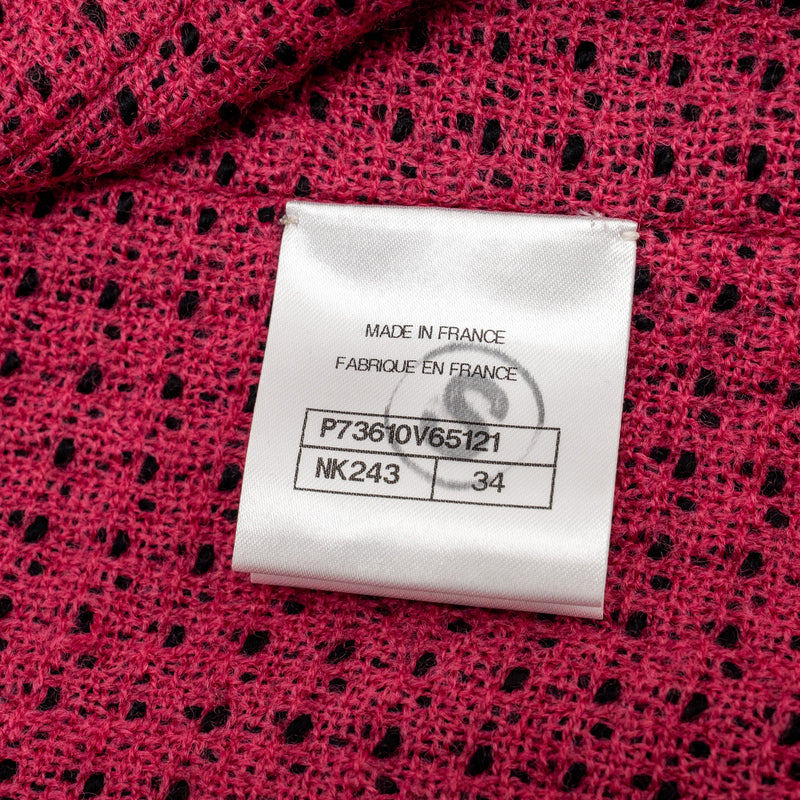 MADE IN FRANCE
FABRIQUE EN FRANCE
P73610V65121
NK243 34
S